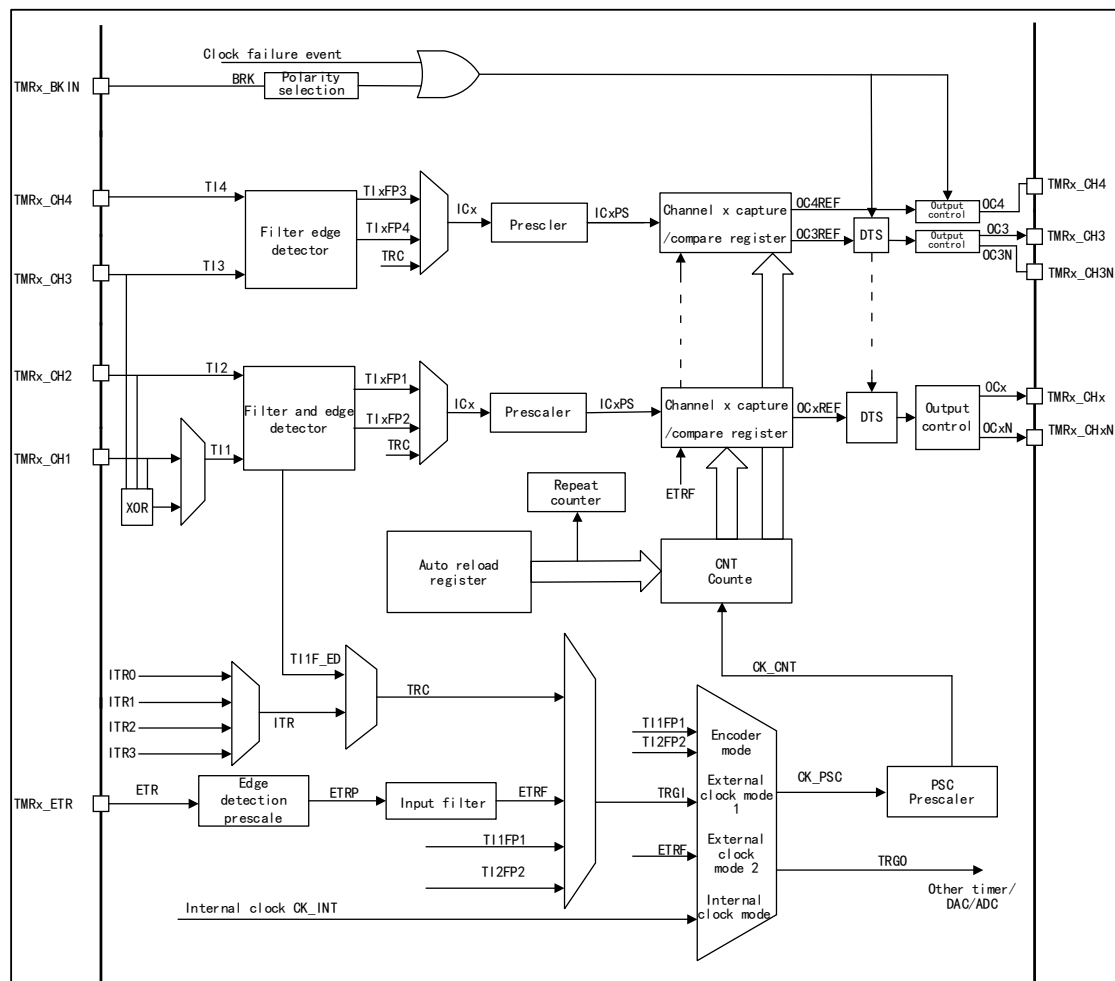 Clock failure event
TMRx_BKIN
BRK
Polarity
selection
TMRx_CH4
TI4
TIxFP3
TIxFP4
TRC
Filter edge
detector
ICx
Prescler
ICxPS
Channel x capture
/compare register
OC4REF
OC3REF
DTS
Output
control
OC4
TMRx_CH4
Output
control
OC3
OC3N
TMRx_CH3
TMRx_CH3N
TMRx_CH3
TI3
TMRx_CH2
TI2
Filter and edge
detector
TIxFP1
TIxFP2
TRC
ICx
Prescaler
ICxPS
Channel x capture
/compare register
OCxREF
DTS
Output
control
OCx
OCxN
TMRx_CHx
TMRx_CHxN
TMRx_CH1
TI1
XOR
ETRF
Repeat
counter
Auto reload
register
CNT
Counte
TI1F_ED
CK_CNT
ITR0
ITR1
ITR2
ITR3
ITR
TRC
TI1FP1
TI2FP2
Encoder
mode
External
clock mode
1
External
clock
mode 2
Internal
clock mode
CK_PSC
PSC
Prescaler
TMRx_ETR
ETR
Edge
detection
prescale
ETRP
Input filter
ETRF
TRGI
TI1FP1
TI2FP2
ETRF
TRGO
Other timer/
DAC/ADC
Internal clock CK_INT